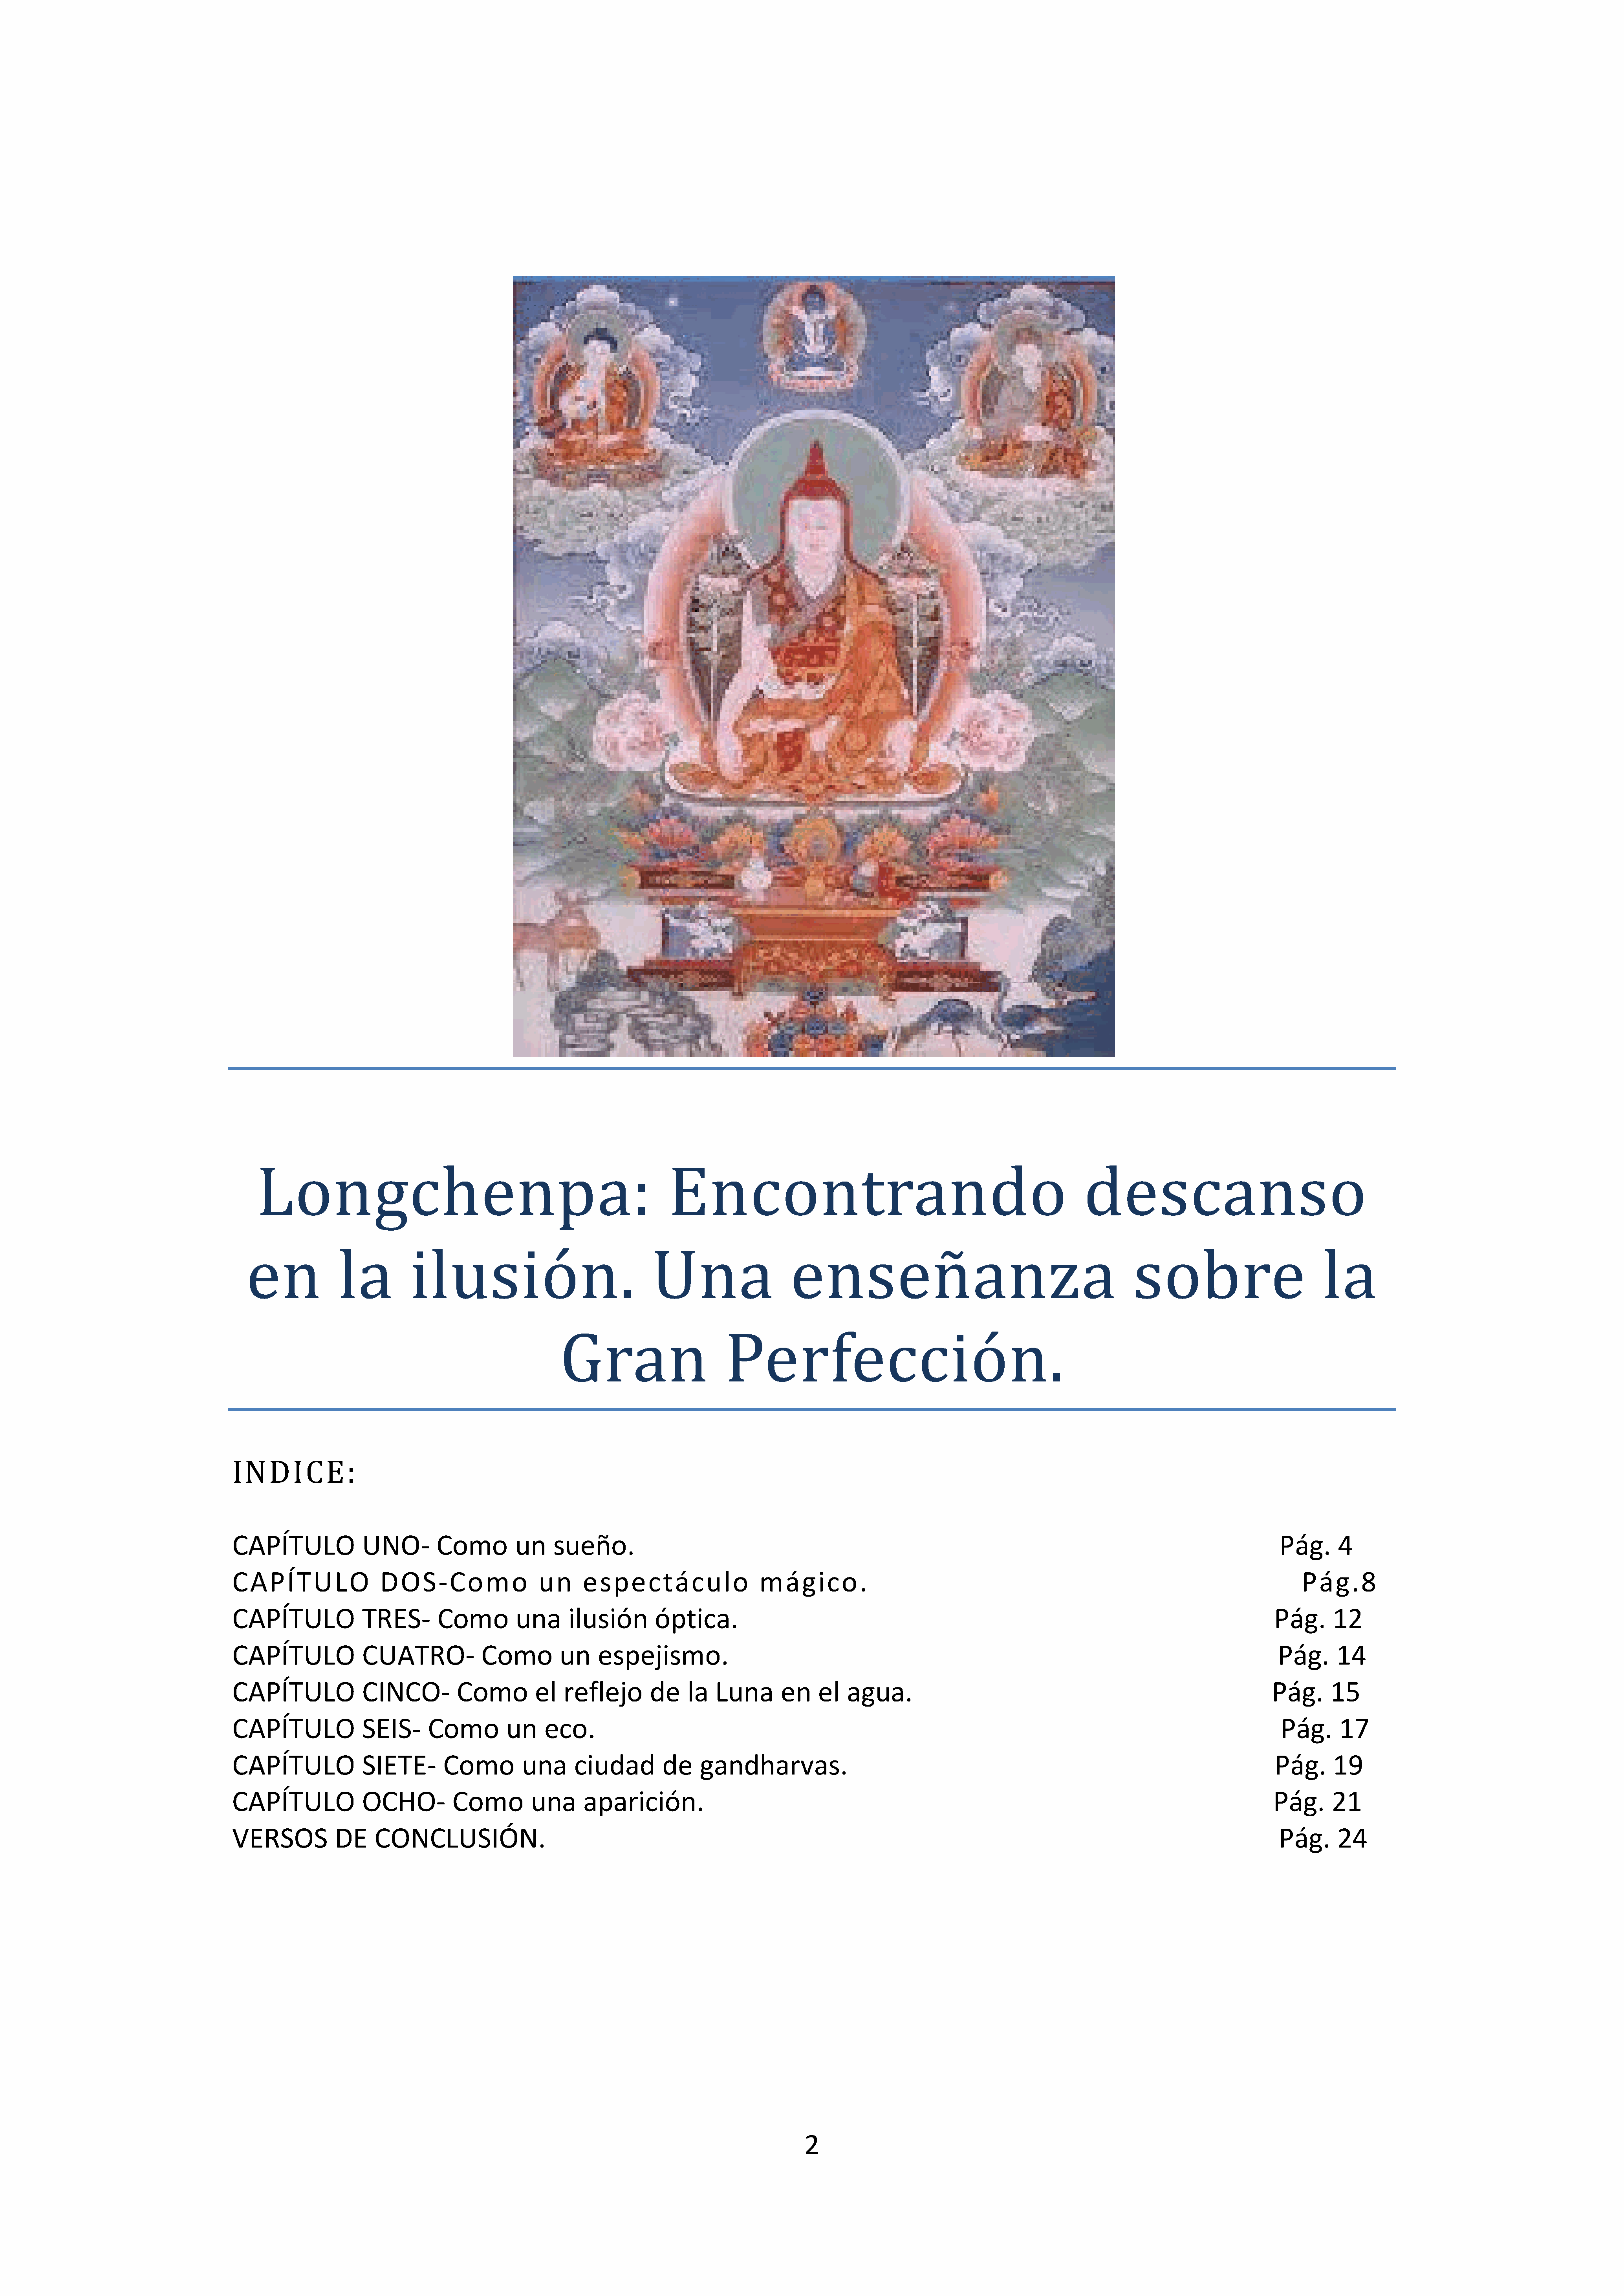 Longchenpa: Encontrando descanso
en la ilusión. Una enseñanza sobre la
Gran Perfección.
INDICE:
CAPÍTULO UNO- Como un sueño. Pág. 4
CAPÍTULO DOS-Como un espectáculo mágico. Pág.8
CAPÍTULO TRES- Como una ilusión óptica. Pág. 12
CAPÍTULO CUATRO- Como un espejismo. Pág. 14
CAPÍTULO CINCO- Como el reflejo de la Luna en el agua. Pág. 15
CAPÍTULO SEIS- Como un eco. Pág. 17
CAPÍTULO SIETE- Como una ciudad de gandharvas. Pág. 19
CAPÍTULO OCHO- Como una aparición. Pág. 21
VERSOS DE CONCLUSIÓN. Pág. 24
2